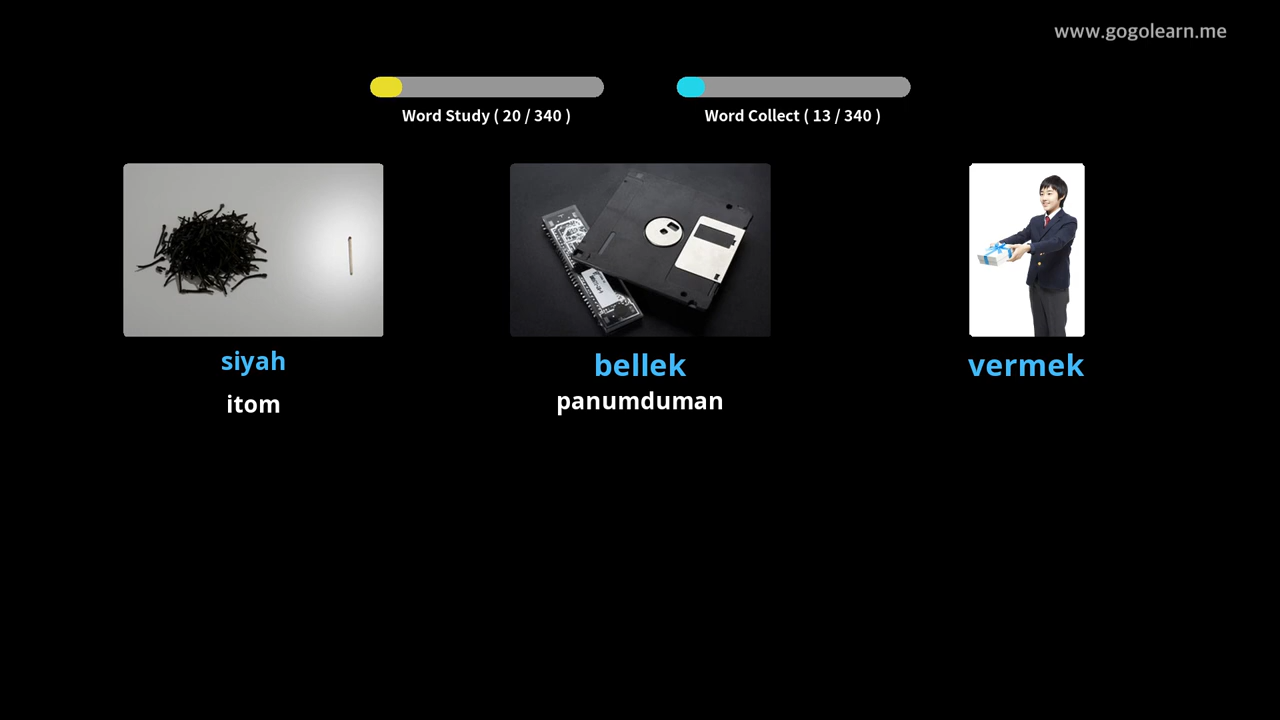 www.gogolearn.me
Word Study ( 20 / 340 )
Word Collect ( 13 / 340 )
siyah
bellek
vermek
itom
panumduman